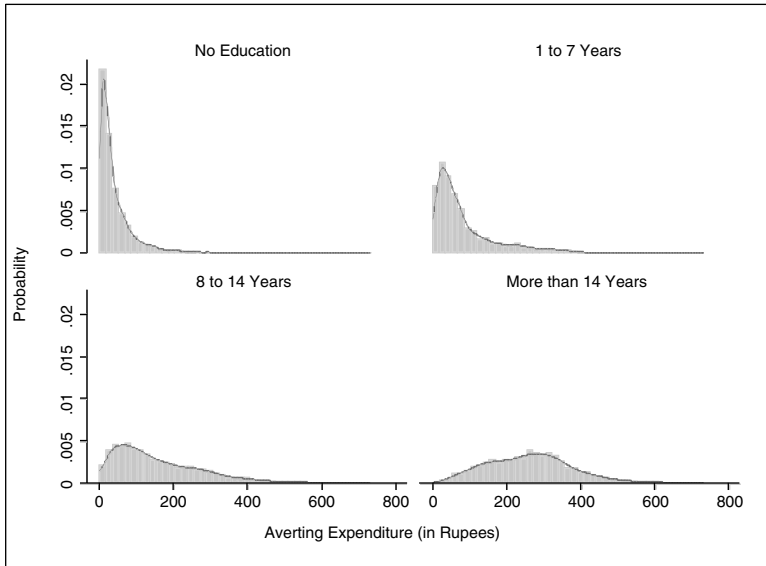 No Education
1 to 7 Years
.02
.015
.01
.005
0
8 to 14 Years
More than 14 Years
.02
.015
.01
.005
0
0 200 400 600 800
0 200 400 600 800
Probability
Averting Expenditure (in Rupees)